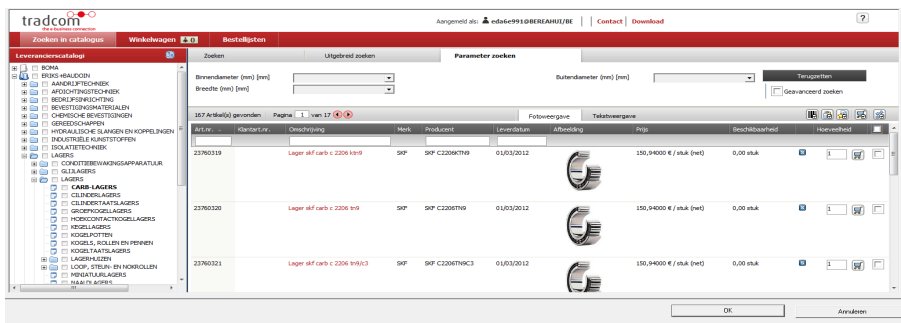 tradcom
the e-business connection
Aangemeld als: eda6e991@BEREAHUI/BE | Contact | Download
?
Zoeken in catalogus Winkelwagen 0 Bestellijsten
Leverancierscatalogi
Zoeken Uitgebreid zoeken Parameter zoeken
BOMA
ERIKS+BAUDOIN
AANDRIJFTECHNIEK
AFDICHTINGSTECHNIEK
BEDRIJFSINRICHTING
BEVESTIGINGSMATERIALEN
CHEMISCHE BEVESTIGINGEN
GEREEDSCHAPPEN
HYDRAULISCHE SLANGEN EN KOPPELINGEN
INDUSTRIËLE KUNSTSTOFFEN
ISOLATIETECHNIEK
LAGERS
CONDITIEBEWAKINGSAPPARATUUR
GLIJLAGERS
LAGERS
CARB-LAGERS
CILINDERLAGERS
CILINDERTAATSLAGERS
GROEFKOGELLAGERS
HOEKCONTACTKOGELLAGERS
KEGELLAGERS
KOGELPOTTEN
KOGELS, ROLLEN EN PENNEN
KOGELTAATSLAGERS
LAGERHUIZEN
LOOP, STEUN- EN NOKROLLEN
MINIATUURLAGERS
NAALDLAGERS
Binnendiameter (mm) [mm] Buitendiameter (mm) [mm] Terugzetten
Breedte (mm) [mm] Geavanceerd zoeken
167 Artikel(s) gevonden Pagina 1 van 17 Fotoweergave Tekstweergave
Art.nr. Klantart.nr. Omschrijving Merk Producent Leverdatum Afbeelding Prijs Beschikbaarheid Hoeveelheid
23760319 Lager skf carb c 2206 ktn9 SKF SKF C2206KTN9 01/03/2012 150,94000 € / stuk (net) 0,00 stuk 1
23760320 Lager skf carb c 2206 tn9 SKF SKF C2206TN9 01/03/2012 150,94000 € / stuk (net) 0,00 stuk 1
23760321 Lager skf carb c 2206 tn9/c3 SKF SKF C2206TN9C3 01/03/2012 150,94000 € / stuk (net) 0,00 stuk 1
OK Annuleren